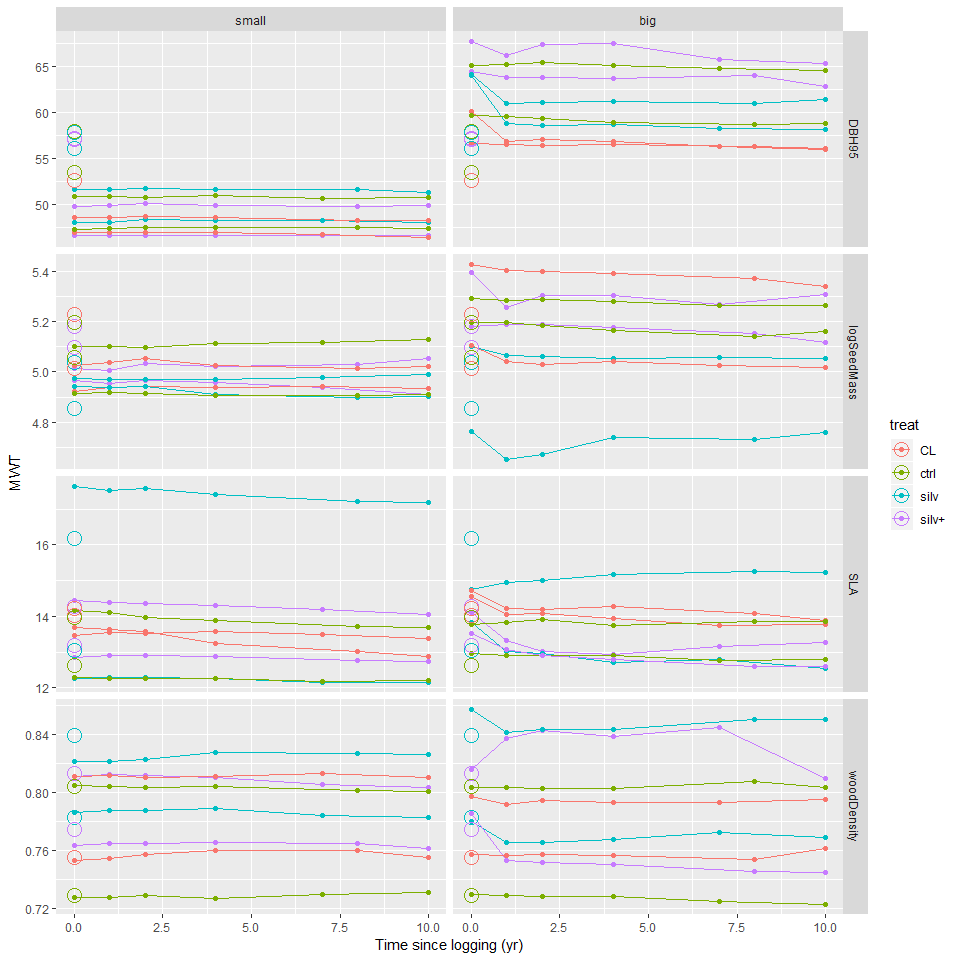 small big
65
60
55
50
DBH95
5.4
5.2
5.0
4.8
logSeedMass
MWT
16
14
12
SLA
0.84
0.80
0.76
0.72
woodDensity
0.0 2.5 5.0 7.5 10.0 0.0 2.5 5.0 7.5 10.0
Time since logging (yr)
treat
CL
ctrl
silv
silv+